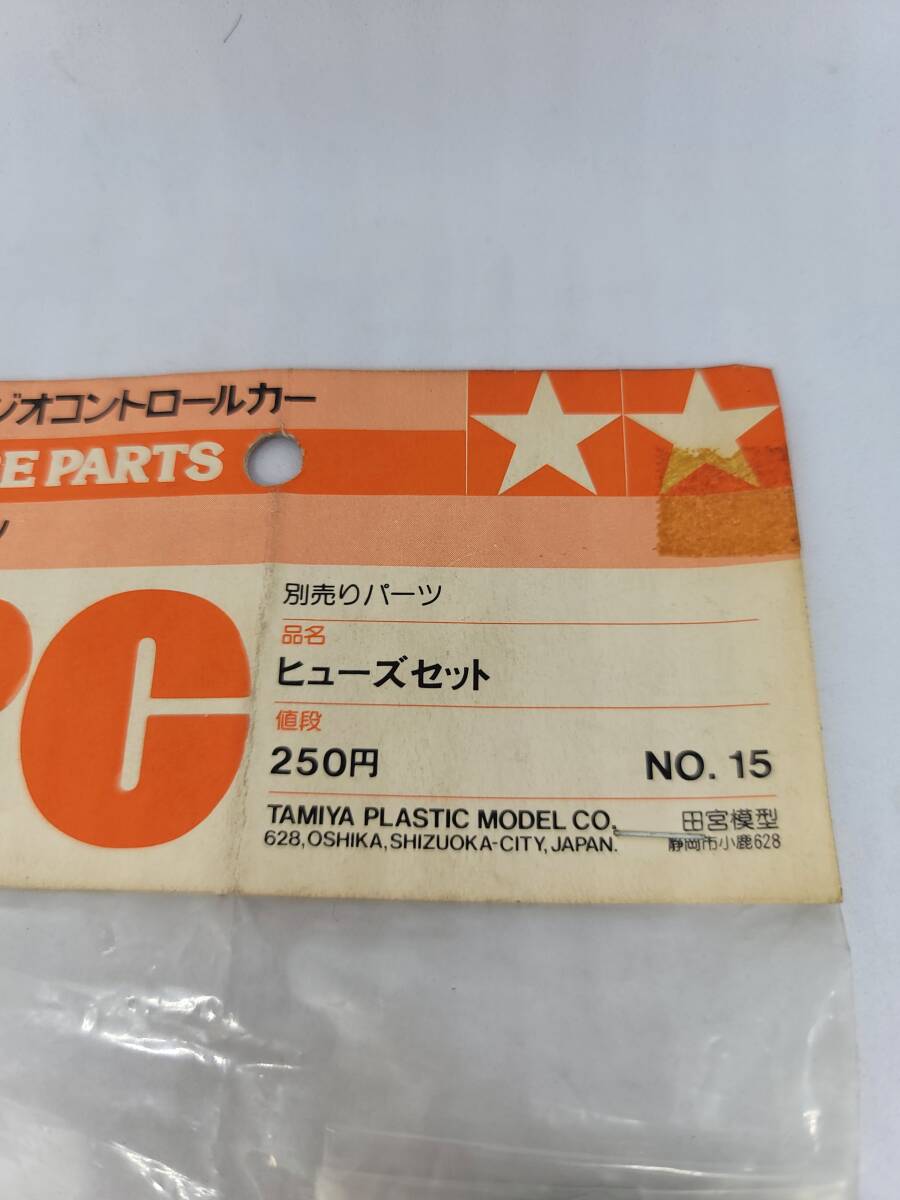 ジオコントロールカー
PARTS
C
別売りパーツ
品名
ヒューズセット
値段
250円 NO. 15
TAMIYA PLASTIC MODEL CO. 田宮模型
628, OSHIKA, SHIZUOKA-CITY, JAPAN. 静岡市小鹿628